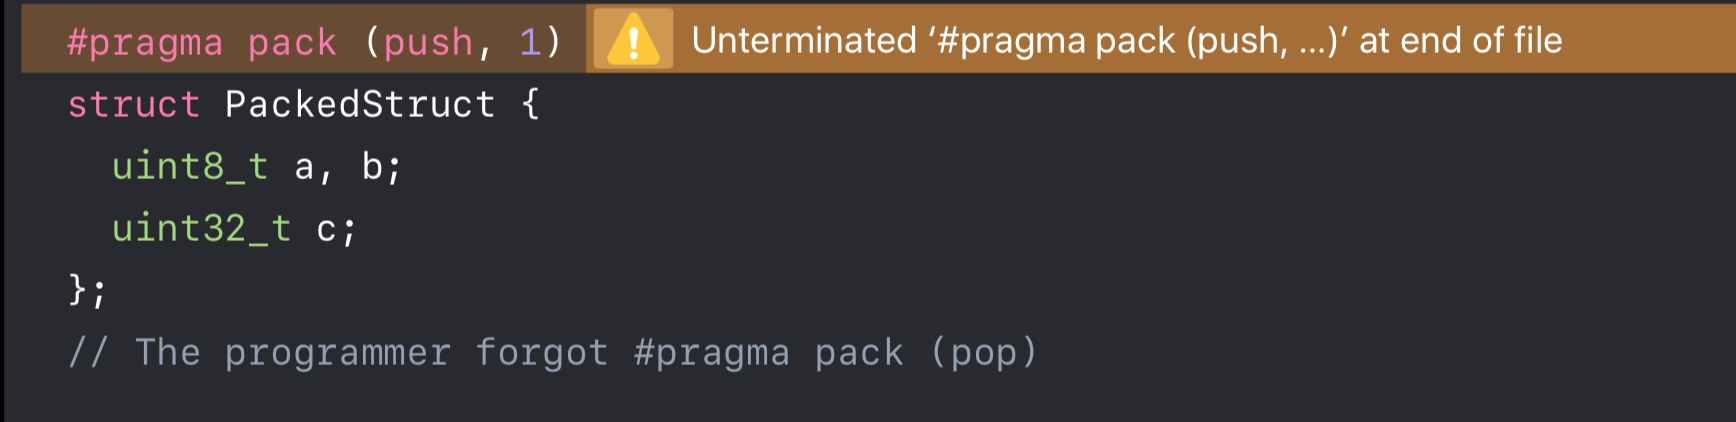 #pragma pack (push, 1) Unterminated ‘#pragma pack (push, ...)’ at end of file
struct PackedStruct {
uint8_t a, b;
uint32_t c;
};
// The programmer forgot #pragma pack (pop)